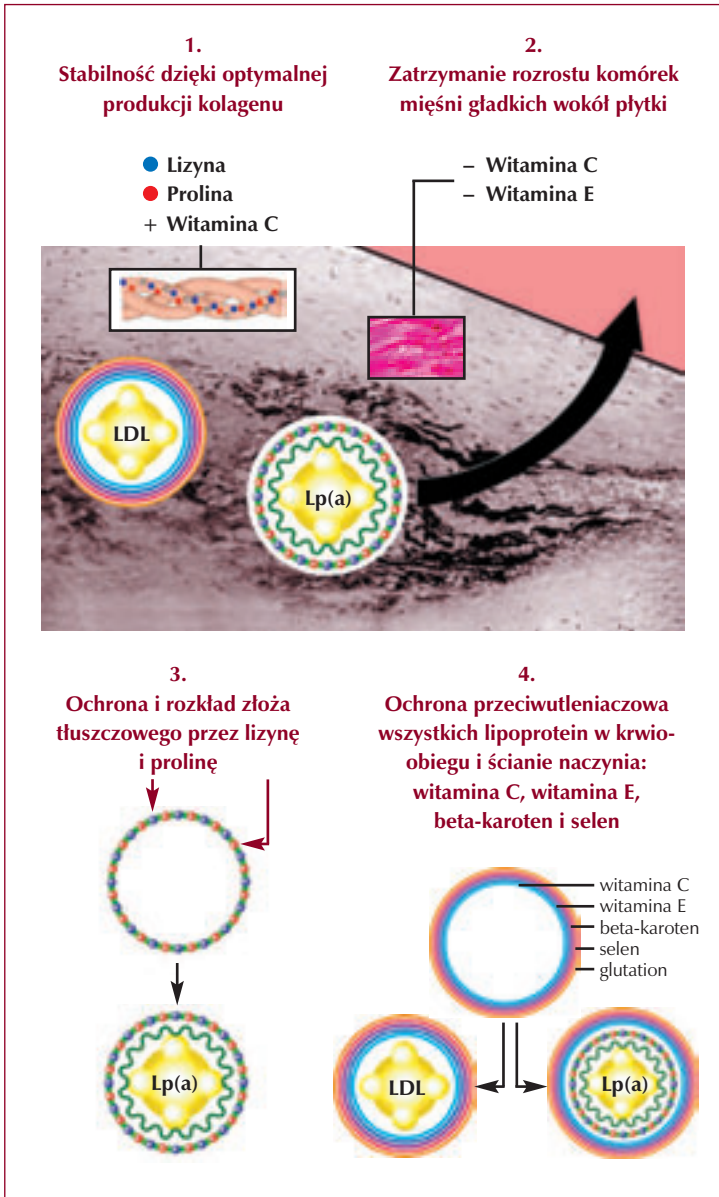 1.
Stabilność dzięki optymalnej
produkcji kolagenu
2.
Zatrzymanie rozrostu komórek
mięśni gładkich wokół płytki
Lizyna
Prolina
+ Witamina C
– Witamina C
– Witamina E
LDL
Lp(a)
3.
Ochrona i rozkład złoża
tłuszczowego przez lizynę
i prolinę
Lp(a)
4.
Ochrona przeciwutleniaczowa
wszystkich lipoprotein w krwio-
obiegu i ścianie naczynia:
witamina C, witamina E,
beta-karoten i selen
witamina C
witamina E
beta-karoten
selen
glutation
LDL
Lp(a)